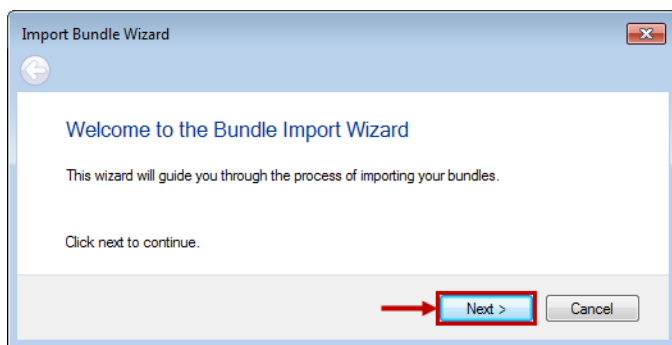 Import Bundle Wizard
Welcome to the Bundle Import Wizard
This wizard will guide you through the process of importing your bundles.
Click next to continue.
Next > Cancel